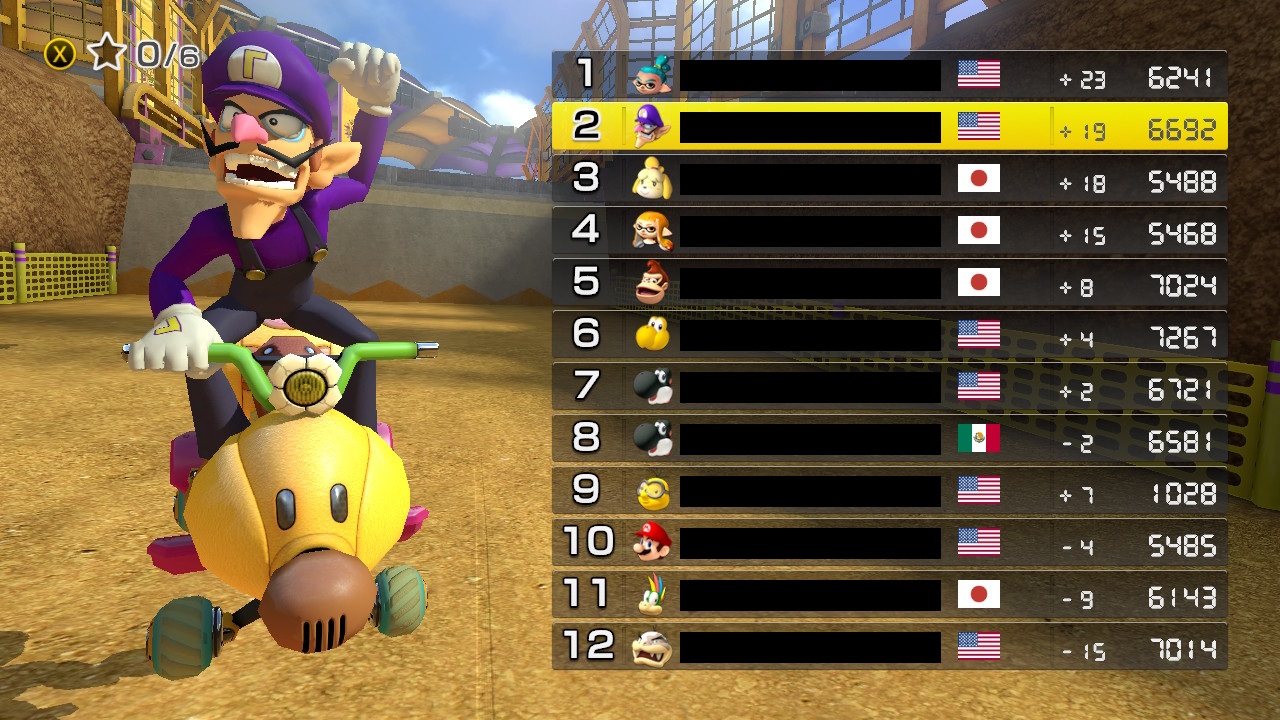 X 0/6
1 + 23 6241
2 + 19 6692
3 + 18 5488
4 + 15 5468
5 + 8 7024
6 + 4 7267
7 + 2 6721
8 - 2 6581
9 + 7 1028
10 - 4 5485
11 - 9 6143
12 - 15 7014